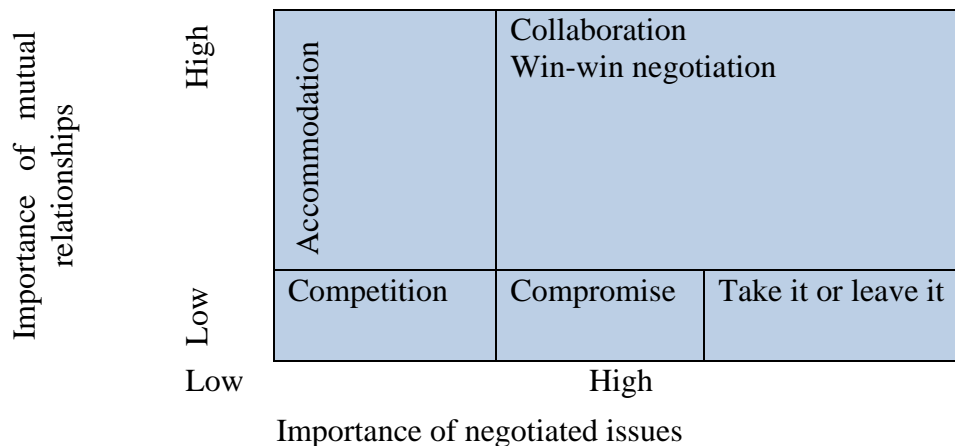 Importance of mutual
relationships
High
Low
Accommodation
Collaboration
Win-win negotiation
Competition
Compromise
Take it or leave it
Low
High
Importance of negotiated issues